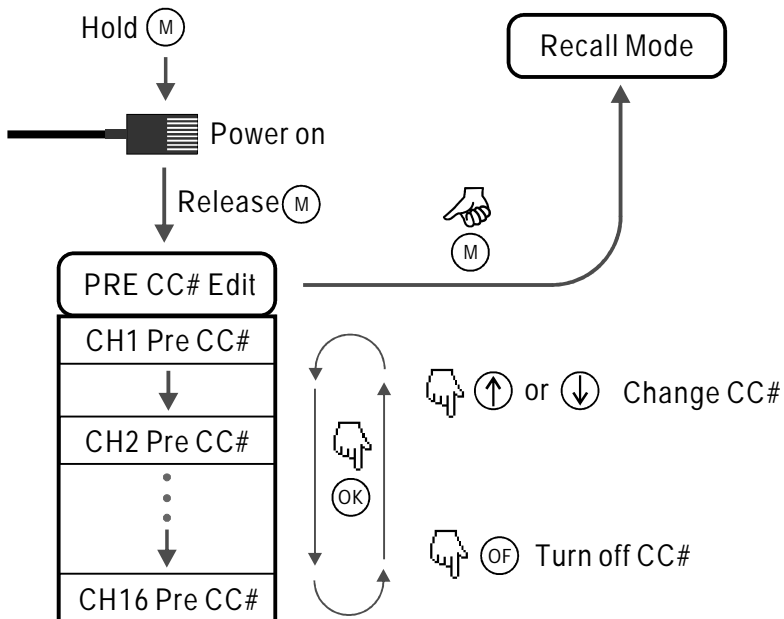 Hold M
Recall Mode
Power on
Release M
M
PRE CC# Edit
CH1 Pre CC#
↑ or ↓ Change CC#
CH2 Pre CC#
OK
OF Turn off CC#
CH16 Pre CC#